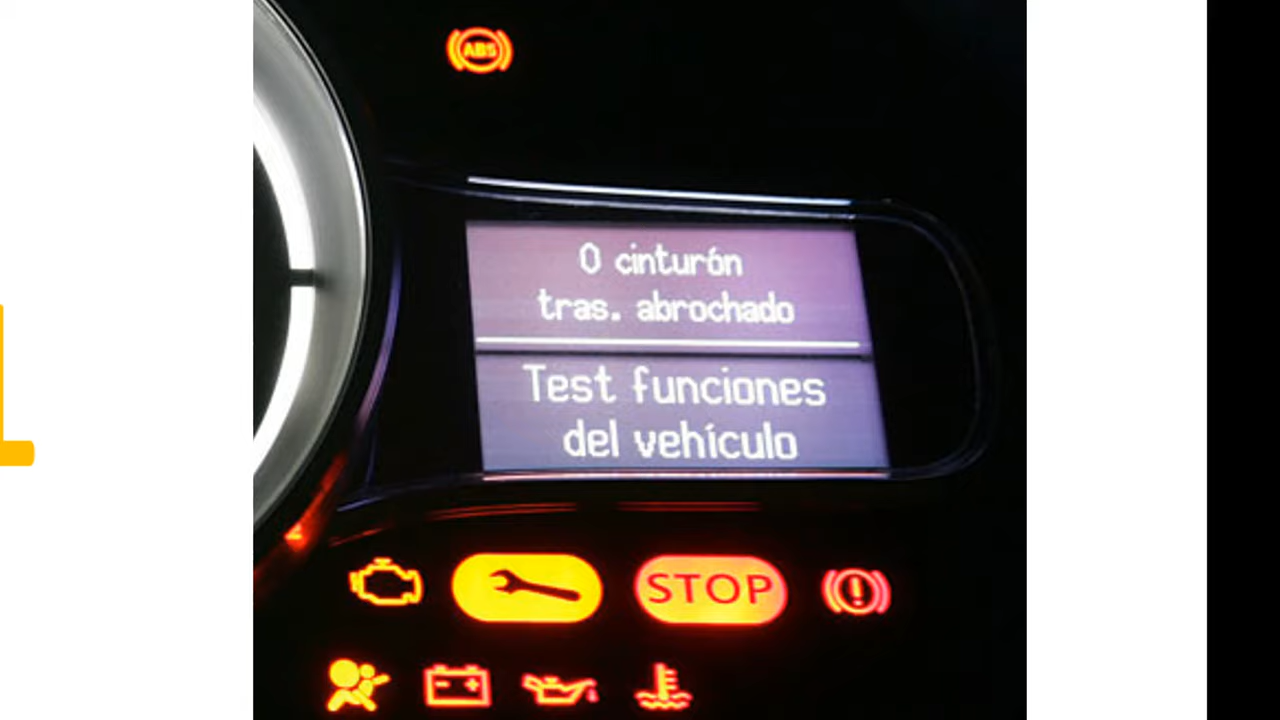 ABS
0 cinturón
tras. abrochado
Test funciones
del vehículo
STOP